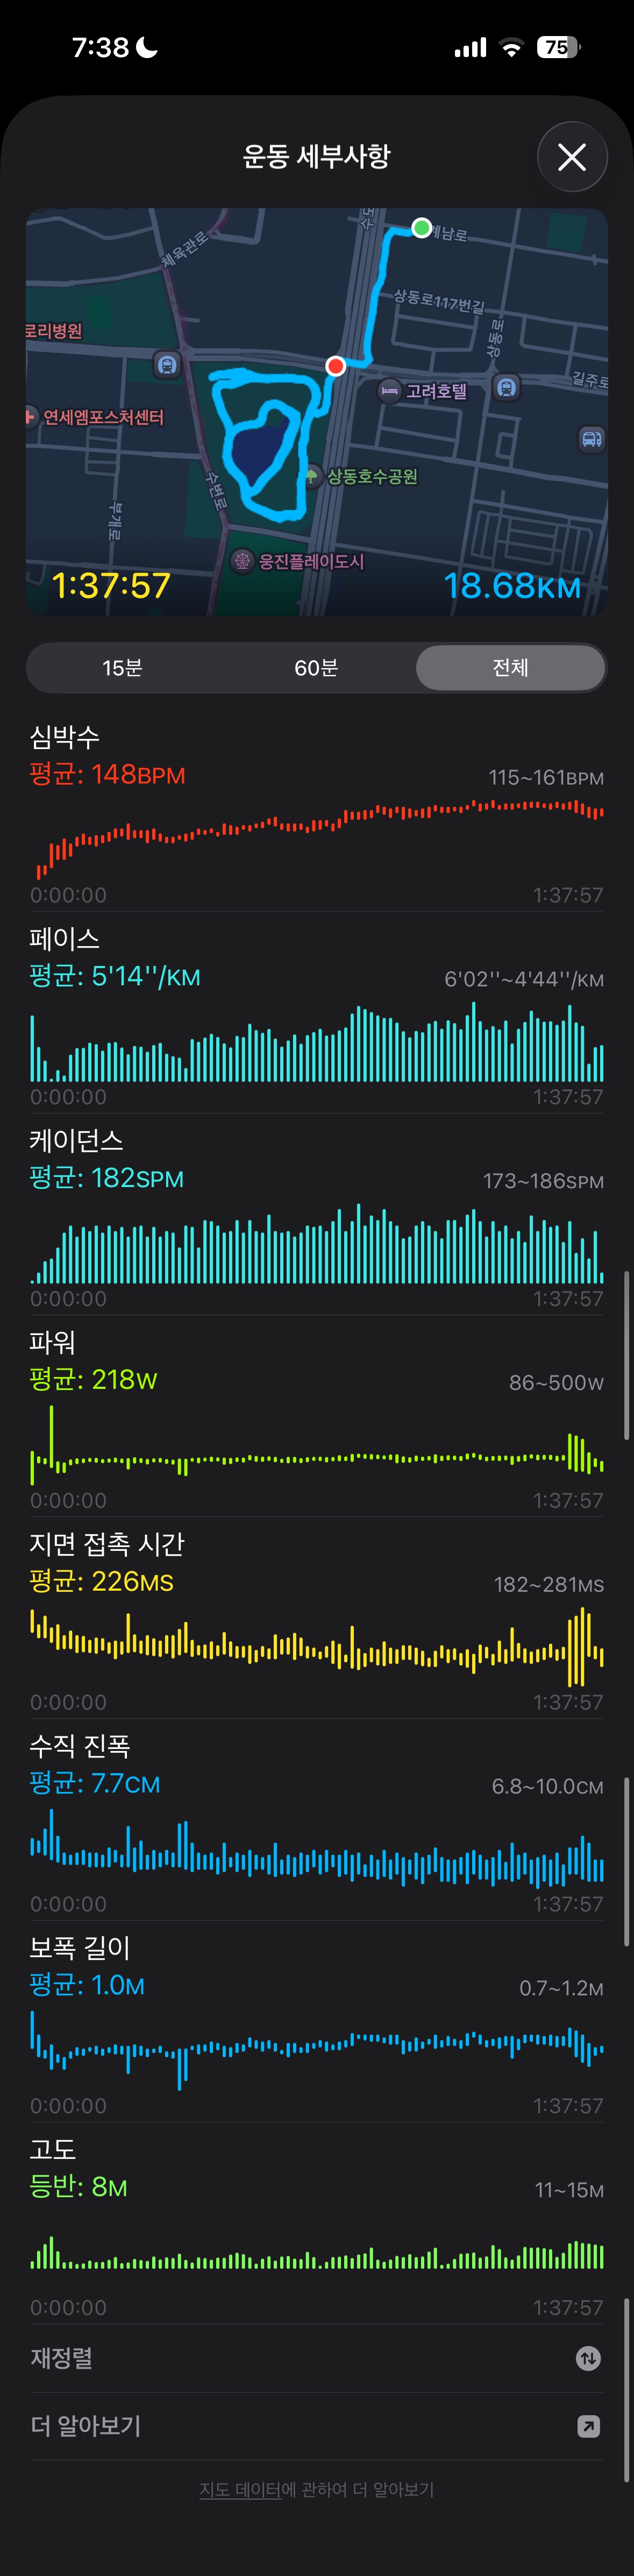 7:38
75
운동 세부사항
수도
계남로
체육관로
상동로117번길
로리병원
상동로
길주로
고려호텔
연세엠포스처센터
상동호수공원
수변로
부개로
웅진플레이도시
1:37:57
18.68KM
15분
60분
전체
심박수
평균: 148BPM
115~161BPM
0:00:00
1:37:57
페이스
평균: 5'14''/KM
6'02''~4'44''/KM
0:00:00
1:37:57
케이던스
평균: 182SPM
173~186SPM
0:00:00
1:37:57
파워
평균: 218W
86~500W
0:00:00
1:37:57
지면 접촉 시간
평균: 226MS
182~281MS
0:00:00
1:37:57
수직 진폭
평균: 7.7CM
6.8~10.0CM
0:00:00
1:37:57
보폭 길이
평균: 1.0M
0.7~1.2M
0:00:00
1:37:57
고도
등반: 8M
11~15M
0:00:00
1:37:57
재정렬
더 알아보기
지도 데이터에 관하여 더 알아보기